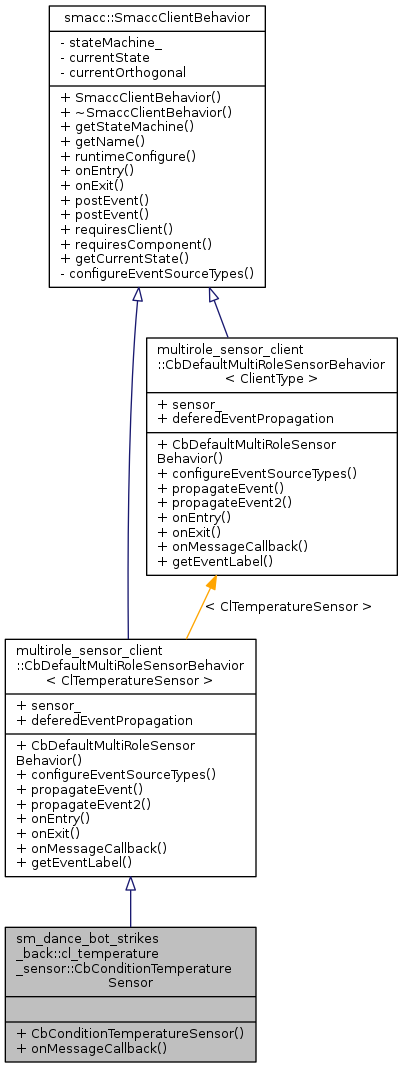 smacc::SmaccClientBehavior
- stateMachine_
- currentState
- currentOrthogonal
+ SmaccClientBehavior()
+ ~SmaccClientBehavior()
+ getStateMachine()
+ getName()
+ runtimeConfigure()
+ onEntry()
+ onExit()
+ postEvent()
+ postEvent()
+ requiresClient()
+ requiresComponent()
+ getCurrentState()
- configureEventSourceTypes()
multirole_sensor_client
::CbDefaultMultiRoleSensorBehavior
< ClientType >
+ sensor_
+ deferedEventPropagation
+ CbDefaultMultiRoleSensor
Behavior()
+ configureEventSourceTypes()
+ propagateEvent()
+ propagateEvent2()
+ onEntry()
+ onExit()
+ onMessageCallback()
+ getEventLabel()
< ClTemperatureSensor >
multirole_sensor_client
::CbDefaultMultiRoleSensorBehavior
< ClTemperatureSensor >
+ sensor_
+ deferedEventPropagation
+ CbDefaultMultiRoleSensor
Behavior()
+ configureEventSourceTypes()
+ propagateEvent()
+ propagateEvent2()
+ onEntry()
+ onExit()
+ onMessageCallback()
+ getEventLabel()
sm_dance_bot_strikes
_back::cl_temperature
_sensor::CbConditionTemperature
Sensor
+ CbConditionTemperatureSensor()
+ onMessageCallback()